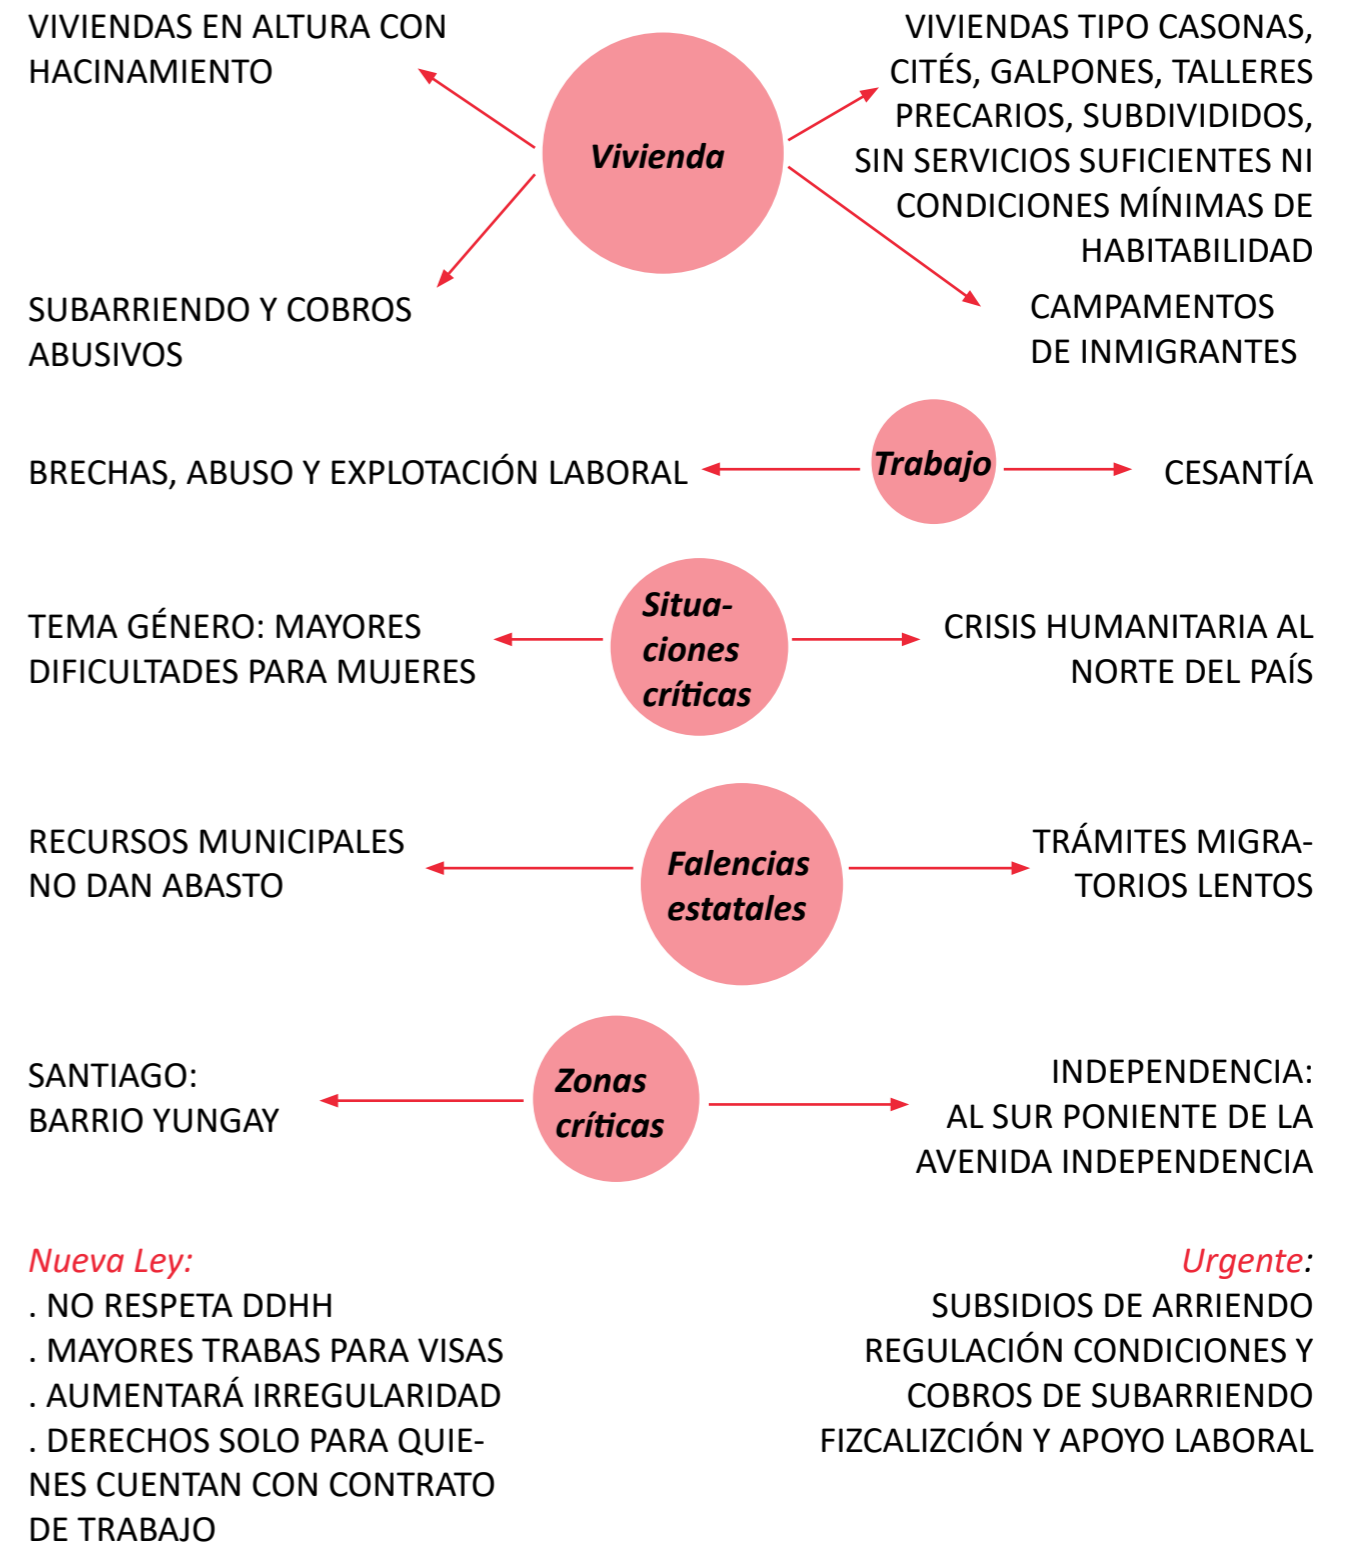 VIVIENDAS EN ALTURA CON
HACINAMIENTO
Vivienda
VIVIENDAS TIPO CASONAS,
CITÉS, GALPONES, TALLERES
PRECARIOS, SUBDIVIDIDOS,
SIN SERVICIOS SUFICIENTES NI
CONDICIONES MÍNIMAS DE
HABITABILIDAD
SUBARRIENDO Y COBROS
ABUSIVOS
CAMPAMENTOS
DE INMIGRANTES
BRECHAS, ABUSO Y EXPLOTACIÓN LABORAL
Trabajo
CESANTÍA
TEMA GÉNERO: MAYORES
DIFICULTADES PARA MUJERES
Situa-
ciones
críticas
CRISIS HUMANITARIA AL
NORTE DEL PAÍS
RECURSOS MUNICIPALES
NO DAN ABASTO
Falencias
estatales
TRÁMITES MIGRA-
TORIOS LENTOS
SANTIAGO:
BARRIO YUNGAY
Zonas
críticas
INDEPENDENCIA:
AL SUR PONIENTE DE LA
AVENIDA INDEPENDENCIA
Nueva Ley:
. NO RESPETA DDHH
. MAYORES TRABAS PARA VISAS
. AUMENTARÁ IRREGULARIDAD
. DERECHOS SOLO PARA QUIE-
NES CUENTAN CON CONTRATO
DE TRABAJO
Urgente:
SUBSIDIOS DE ARRIENDO
REGULACIÓN CONDICIONES Y
COBROS DE SUBARRIENDO
FIZCALIZCIÓN Y APOYO LABORAL